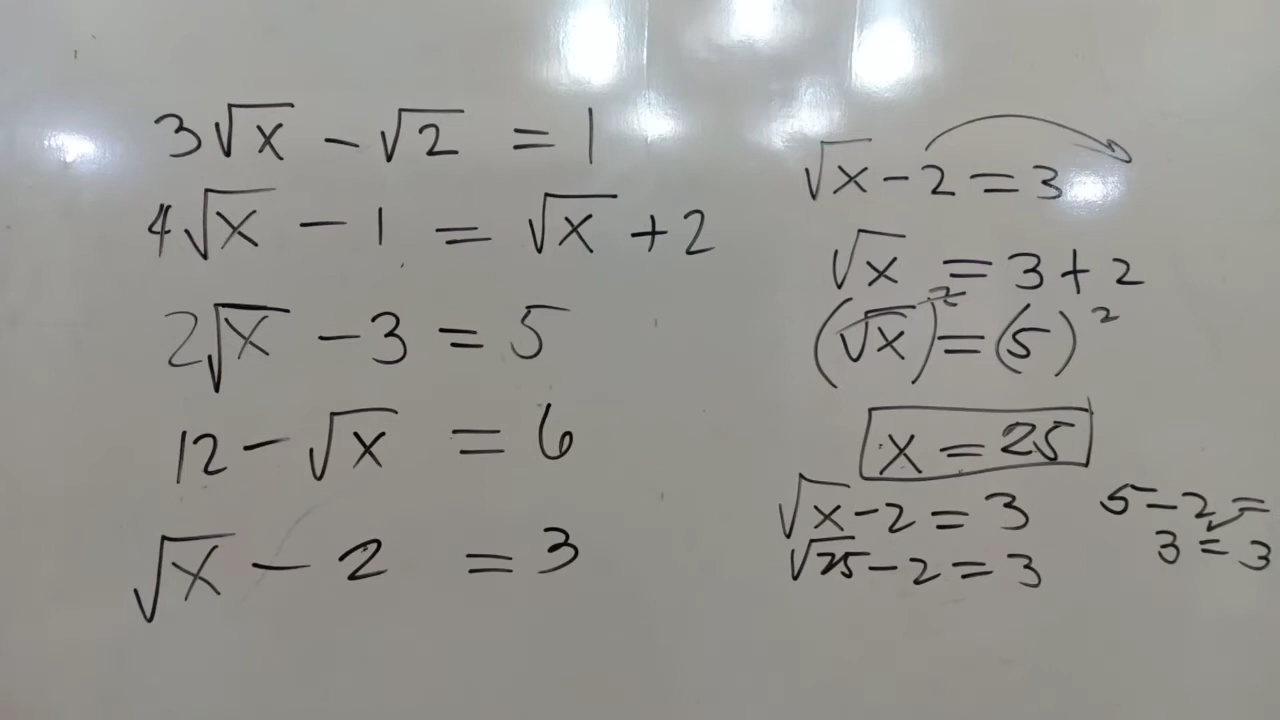 3√x - √2 = 1
4√x - 1 = √x + 2
2√x - 3 = 5
12 - √x = 6
√x - 2 = 3
√x - 2 = 3
√x = 3 + 2
(√x)² = (5)²
x = 25
√x - 2 = 3
√25 - 2 = 3
5 - 2 =
3 = 3